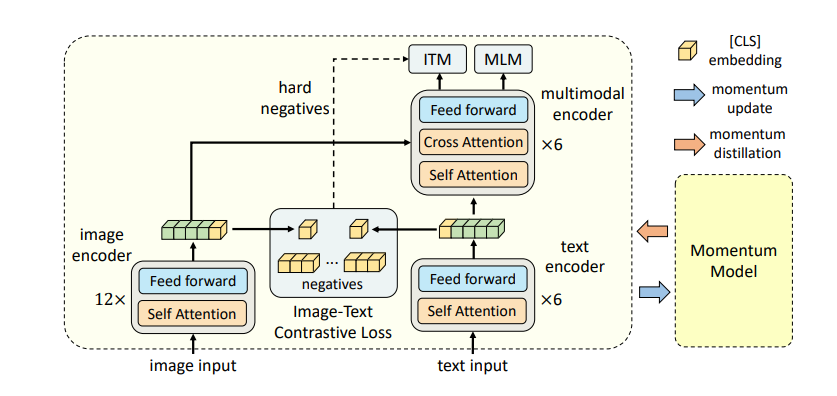 ITM
MLM
[CLS]
embedding
hard
negatives
multimodal
encoder
momentum
update
Feed forward
Cross Attention
×6
Self Attention
momentum
distillation
image
encoder
...
negatives
text
encoder
Feed forward
12×
Self Attention
Image-Text
Contrastive Loss
Feed forward
×6
Self Attention
Momentum
Model
image input
text input